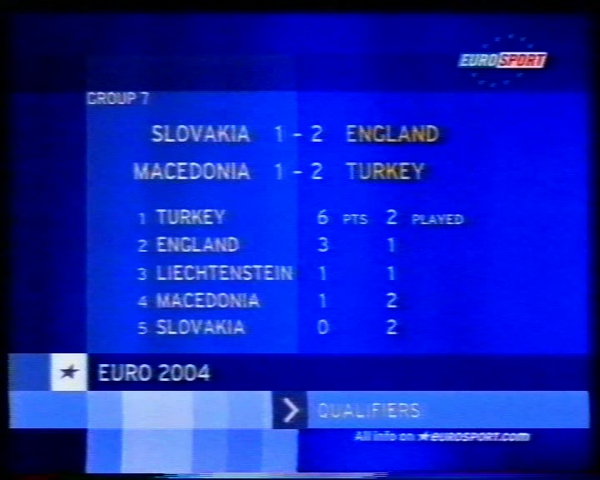 EUROSPORT
GROUP 7
SLOVAKIA 1 - 2 ENGLAND
MACEDONIA 1 - 2 TURKEY
1 TURKEY 6 PTS 2 PLAYED
2 ENGLAND 3 1
3 LIECHTENSTEIN 1 1
4 MACEDONIA 1 2
5 SLOVAKIA 0 2
EURO 2004
QUALIFIERS
All info on eurosport.com